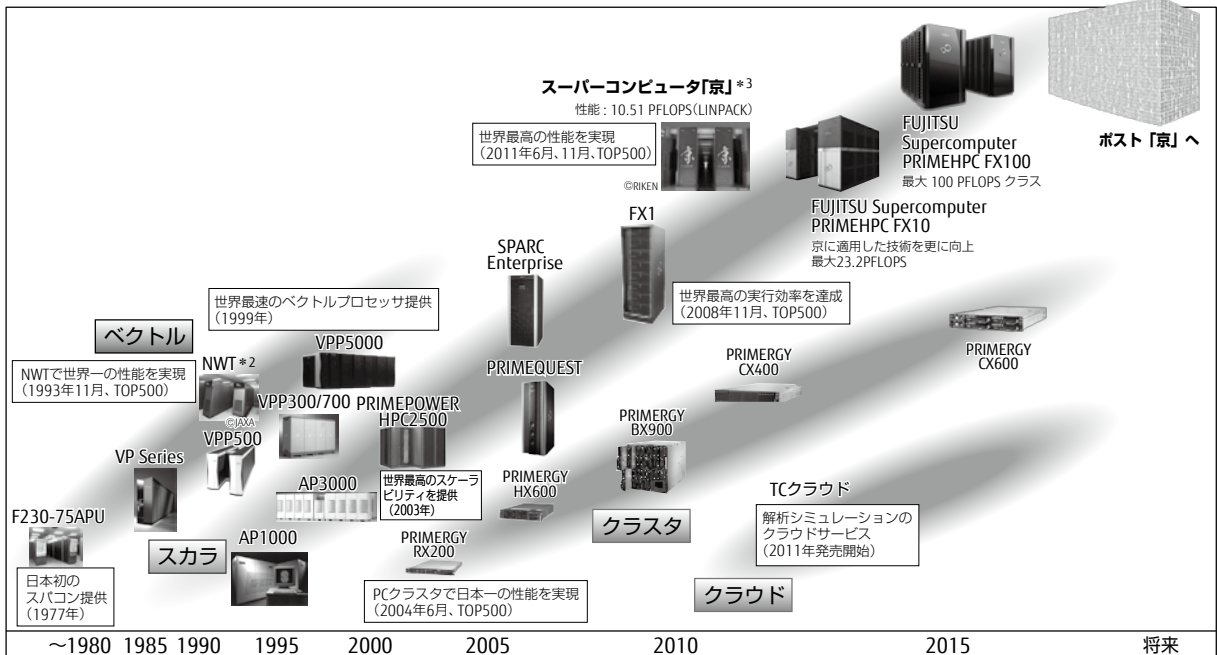 スーパーコンピュータ「京」*3
性能 : 10.51 PFLOPS(LINPACK)
世界最高の性能を実現
(2011年6月、11月、TOP500)
©RIKEN
FUJITSU
Supercomputer
PRIMEHPC FX100
最大 100 PFLOPS クラス
ポスト「京」へ
FUJITSU Supercomputer
PRIMEHPC FX10
京に適用した技術を更に向上
最大23.2PFLOPS
FX1
世界最高の実行効率を達成
(2008年11月、TOP500)
SPARC
Enterprise
世界最速のベクトルプロセッサ提供
(1999年)
ベクトル
VPP5000
NWT *2
NWTで世界一の性能を実現
(1993年11月、TOP500)
©JAXA
PRIMEQUEST
PRIMERGY
CX400
PRIMERGY
CX600
VPP300/700
PRIMEPOWER
HPC2500
VPP500
VP Series
PRIMERGY
BX900
世界最高のスケーラ
ビリティを提供
(2003年)
AP3000
PRIMERGY
HX600
TCクラウド
解析シミュレーションの
クラウドサービス
(2011年発売開始)
F230-75APU
日本初の
スパコン提供
(1977年)
スカラ
AP1000
PRIMERGY
RX200
クラスタ
PCクラスタで日本一の性能を実現
(2004年6月、TOP500)
クラウド
~1980 1985 1990 1995 2000 2005 2010 2015 将来